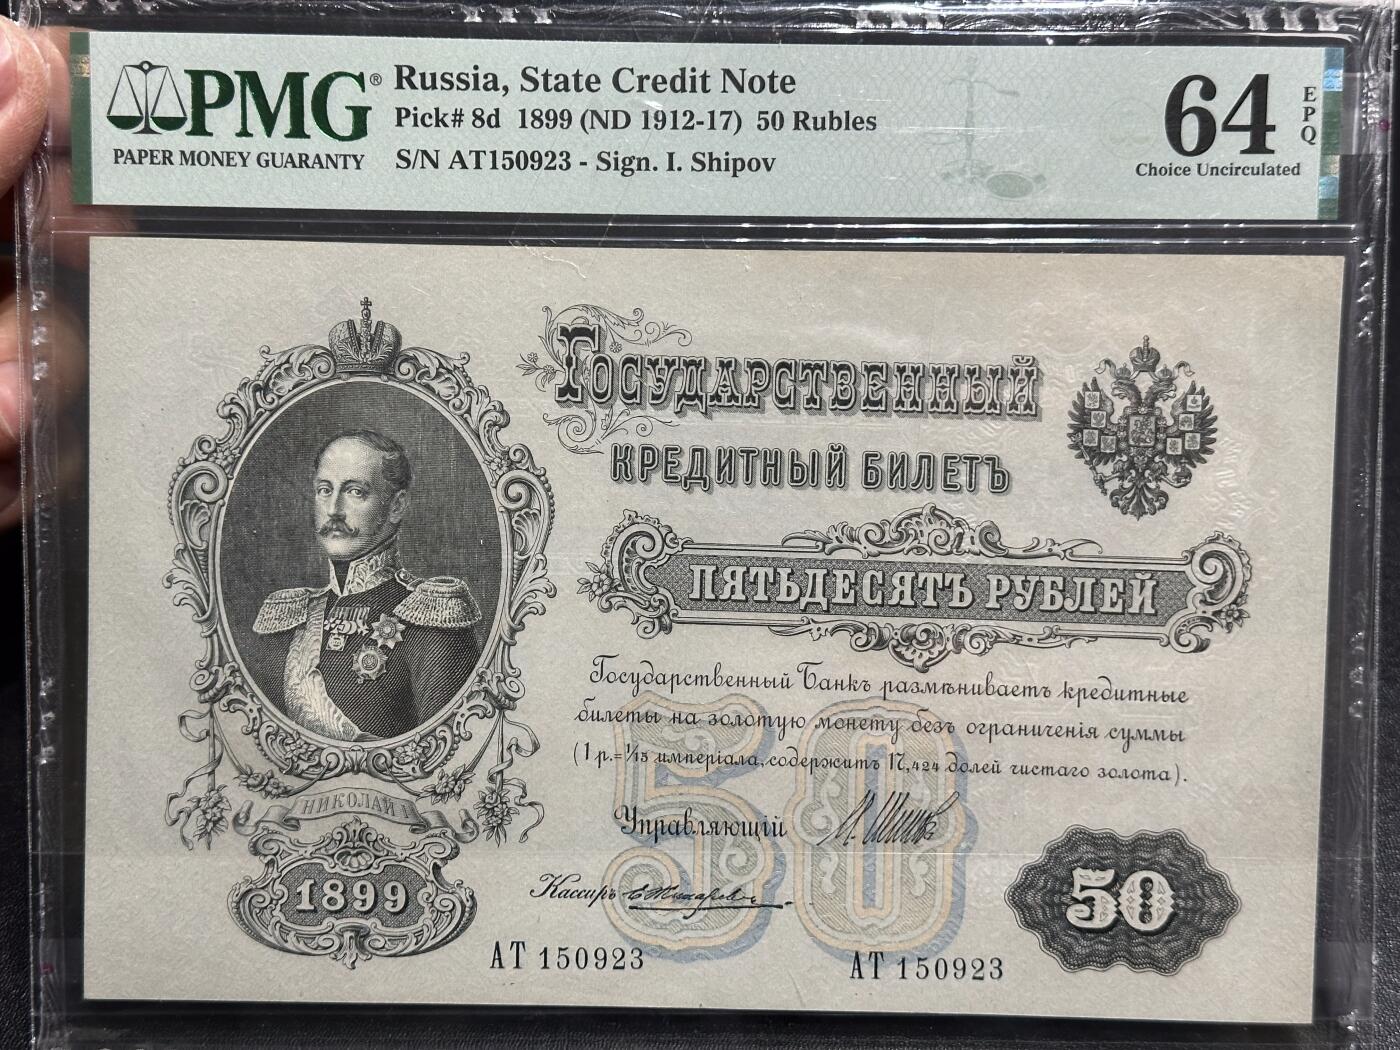 PMG®
PAPER MONEY GUARANTY
Russia, State Credit Note
Pick# 8d 1899 (ND 1912-17) 50 Rubles
S/N AT150923 - Sign. I. Shipov
64
EPQ
Choice Uncirculated
Государственный
кредитный билетъ
пятьдесятъ рублей
Государственный Банкъ размѣниваетъ кредитные
билеты на золотую монету безъ ограниченія суммы
(1 р.=1/15 имперіала, содержитъ 17,424 долей чистаго золота).
50
Управляющій
Кассиръ
НИКОЛАЙ I
1899
50
АТ 150923
АТ 150923